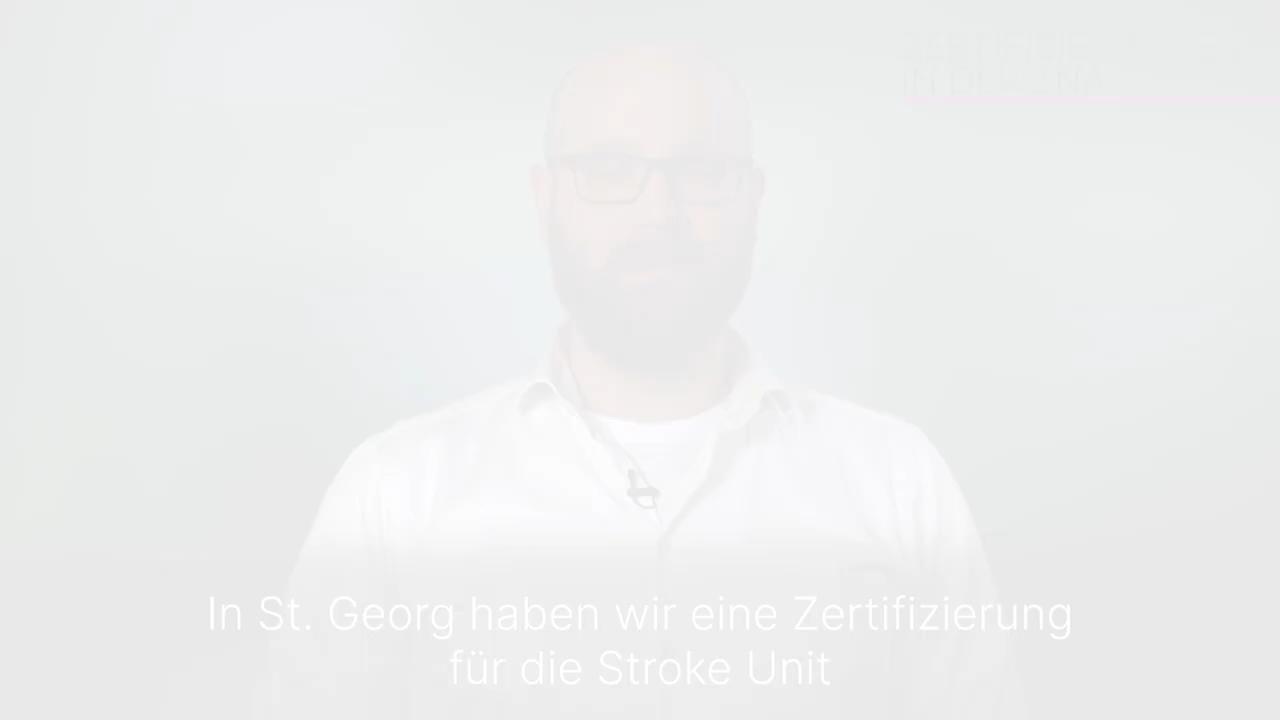 In St. Georg haben wir eine Zertifizierung
für die Stroke Unit